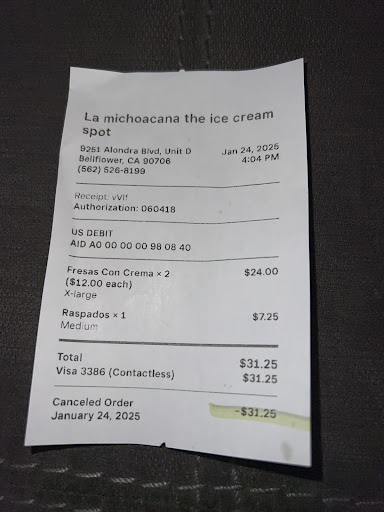 La michoacana the ice cream
spot
9251 Alondra Blvd, Unit D
Bellflower, CA 90706
(562) 526-8199
Jan 24, 2025
4:04 PM
Receipt: vVlf
Authorization: 060418
US DEBIT
AID A0 00 00 00 98 08 40
Fresas Con Crema × 2 $24.00
($12.00 each)
X-large
Raspados × 1 $7.25
Medium
Total $31.25
Visa 3386 (Contactless) $31.25
Canceled Order
January 24, 2025 -$31.25